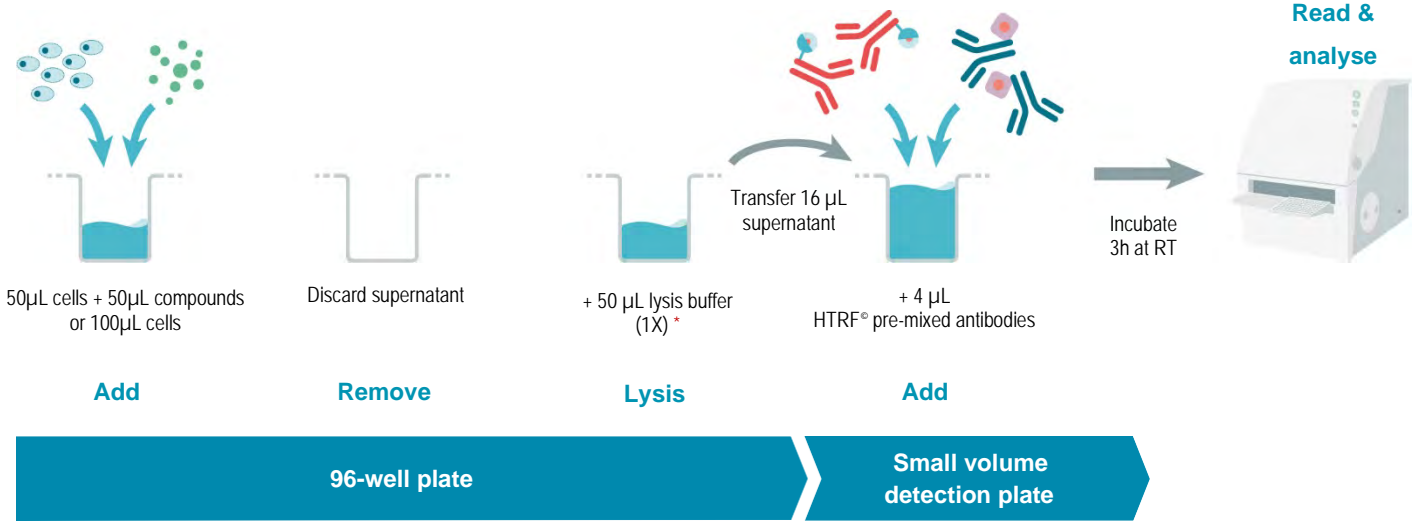 Read &
analyse
Transfer 16 µL
supernatant
Incubate
3h at RT
50µL cells + 50µL compounds
or 100µL cells
Discard supernatant
+ 50 µL lysis buffer
(1X) *
+ 4 µL
HTRF© pre-mixed antibodies
Add
Remove
Lysis
Add
96-well plate
Small volume
detection plate